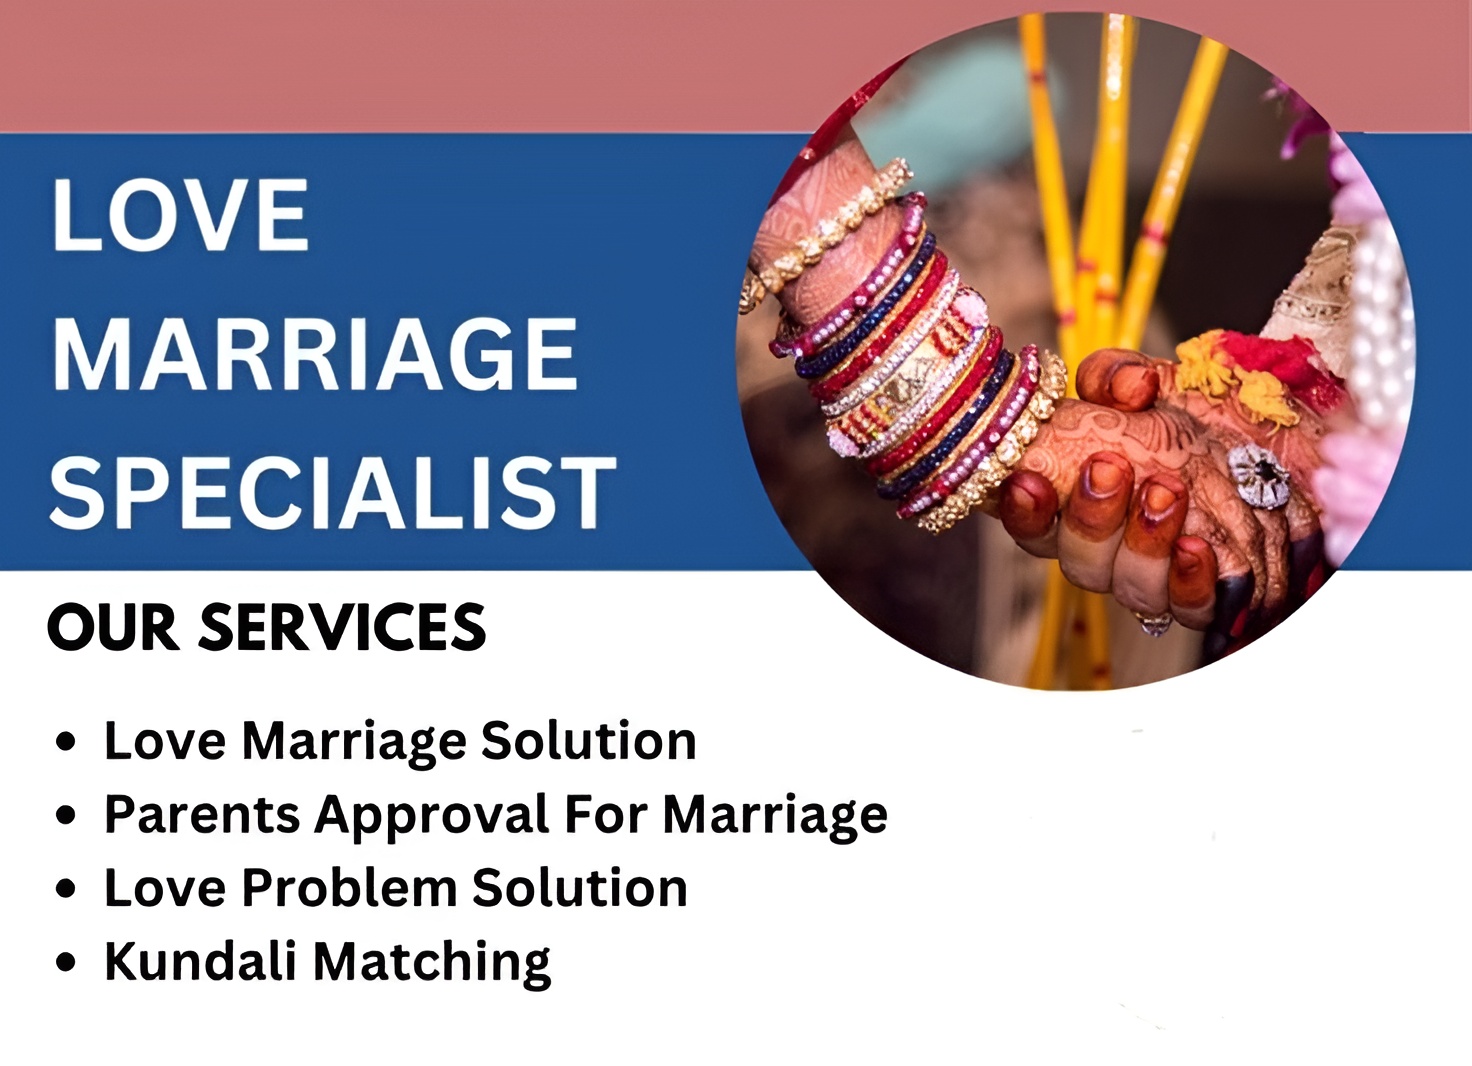 LOVE
MARRIAGE
SPECIALIST
OUR SERVICES
• Love Marriage Solution
• Parents Approval For Marriage
• Love Problem Solution
• Kundali Matching